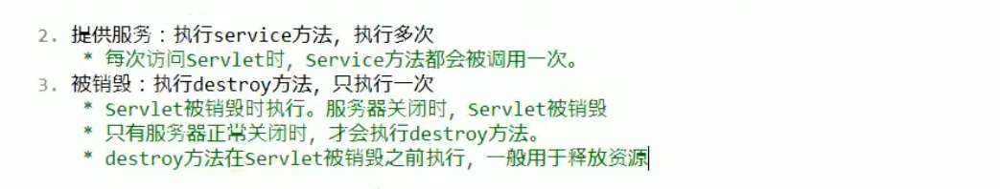 2. 提供服务：执行service方法，执行多次
* 每次访问Servlet时，Service方法都会被调用一次。
3. 被销毁：执行destroy方法，只执行一次
* Servlet被销毁时执行。服务器关闭时，Servlet被销毁
* 只有服务器正常关闭时，才会执行destroy方法。
* destroy方法在Servlet被销毁之前执行，一般用于释放资源